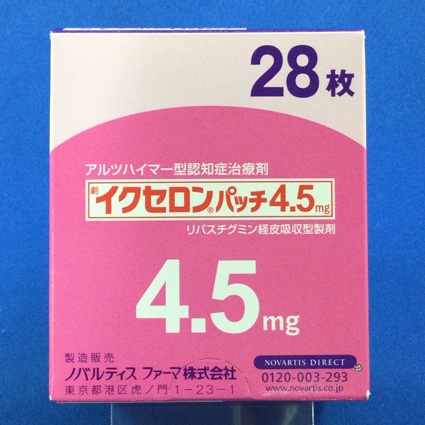 28枚
アルツハイマー型認知症治療剤
劇 イクセロン®パッチ4.5mg
リバスチグミン経皮吸収型製剤
4.5mg
製造販売
ノバルティス ファーマ株式会社
東京都港区虎ノ門1-23-1
NOVARTIS DIRECT
0120-003-293
www.novartis.co.jp